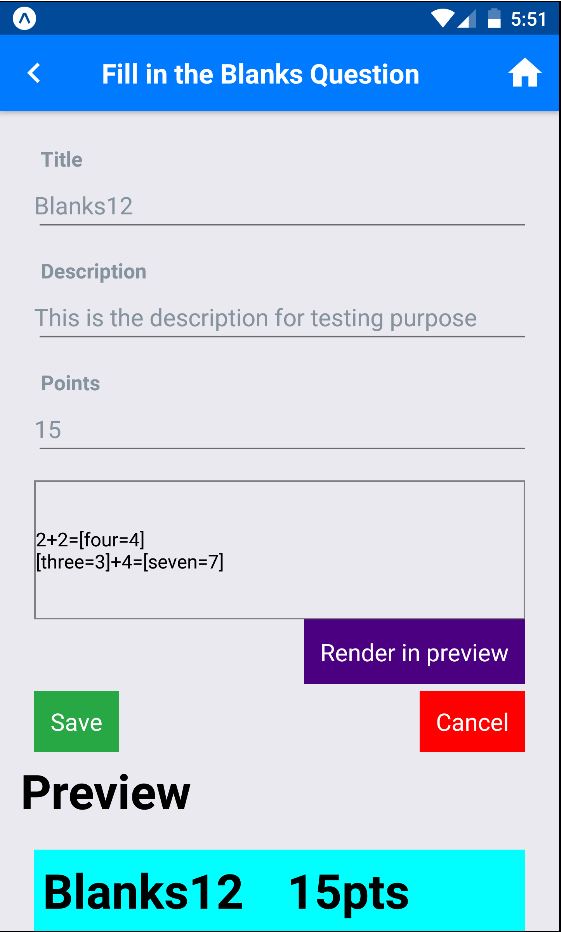 5:51
Fill in the Blanks Question
Title
Blanks12
Description
This is the description for testing purpose
Points
15
2+2=[four=4]
[three=3]+4=[seven=7]
Render in preview
Save Cancel
Preview
Blanks12 15pts